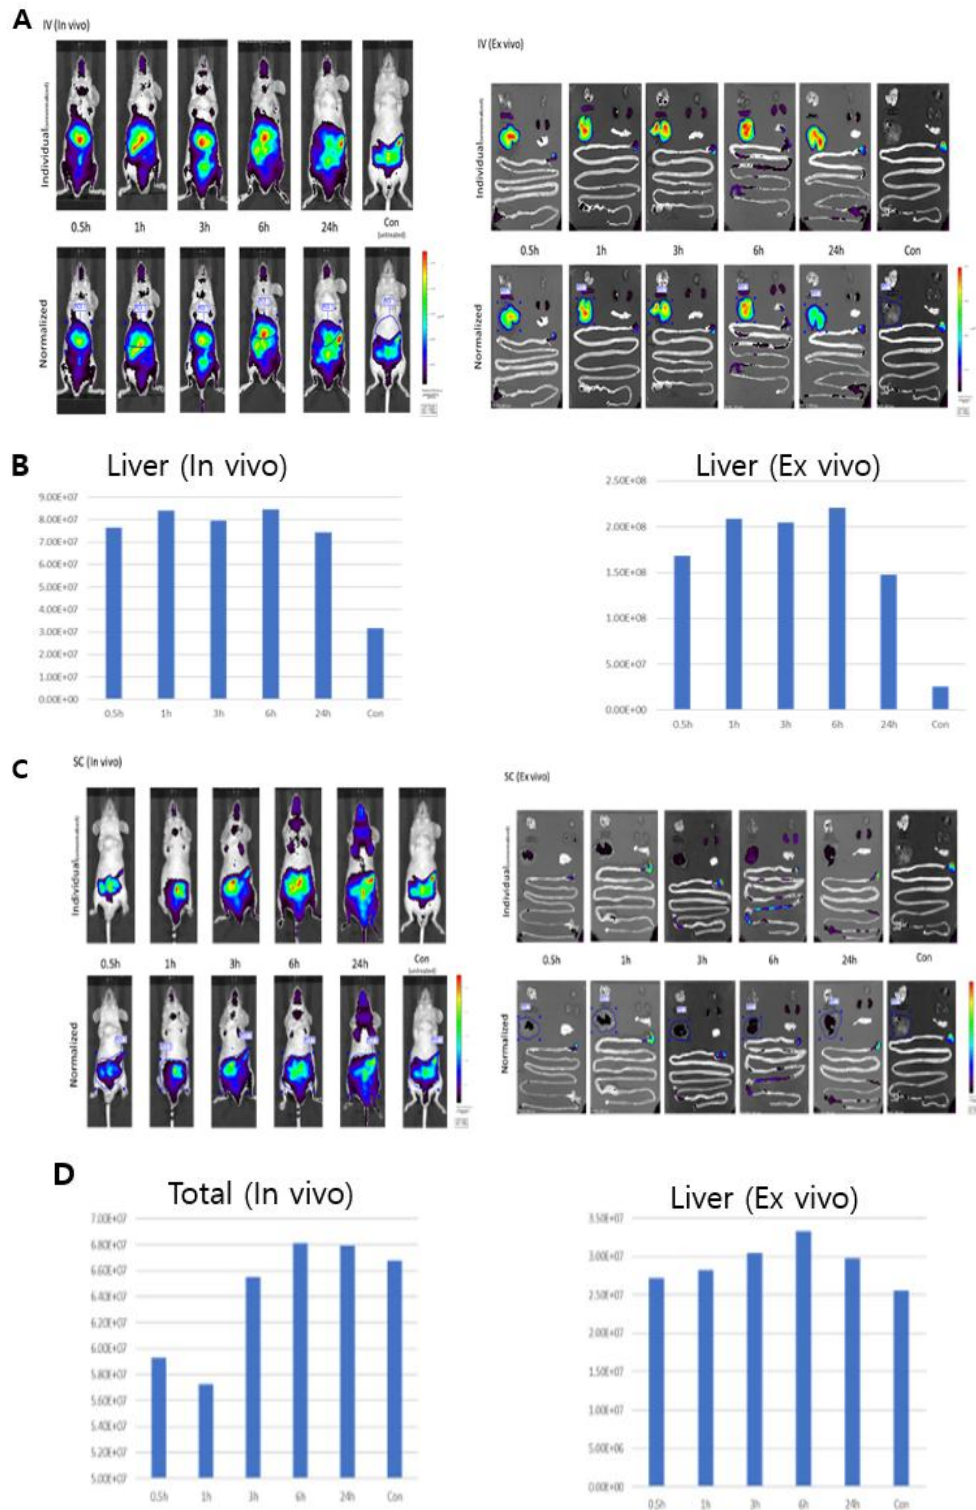 A IV (In vivo)
IV (Ex vivo)
Individual
Individual
0.5h 1h 3h 6h 24h Con
(untreated)
0.5h 1h 3h 6h 24h Con
Normalized
Normalized
B Liver (In vivo)
Liver (Ex vivo)
9.00E+07
8.00E+07
7.00E+07
6.00E+07
5.00E+07
4.00E+07
3.00E+07
2.00E+07
1.00E+07
0.00E+00
0.5h 1h 3h 6h 24h Con
2.50E+08
2.00E+08
1.50E+08
1.00E+08
5.00E+07
0.00E+00
0.5h 1h 3h 6h 24h Con
C SC (In vivo)
SC (Ex vivo)
Individual
Individual
0.5h 1h 3h 6h 24h Con
(untreated)
0.5h 1h 3h 6h 24h Con
Normalized
Normalized
D Total (In vivo)
Liver (Ex vivo)
7.00E+07
6.80E+07
6.60E+07
6.40E+07
6.20E+07
6.00E+07
5.80E+07
5.60E+07
5.40E+07
5.20E+07
5.00E+07
0.5h 1h 3h 6h 24h Con
3.50E+07
3.00E+07
2.50E+07
2.00E+07
1.50E+07
1.00E+07
5.00E+06
0.00E+00
0.5h 1h 3h 6h 24h Con